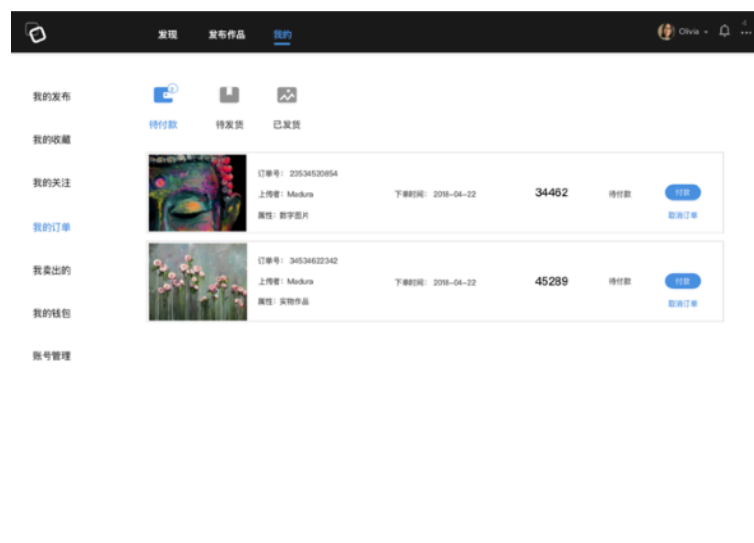 发现 发布作品 我的 Olivia
4
我的发布
我的收藏
我的关注
我的订单
我卖出的
我的钱包
账号管理
待付款 待发货 已发货
订单号： 23534520854
上传者： Madura
属性： 数字图片
下单时间： 2018-04-22
34462
待付款
付款
取消订单
订单号： 34534622342
上传者： Madura
属性： 实物作品
下单时间： 2018-04-22
45289
待付款
付款
取消订单